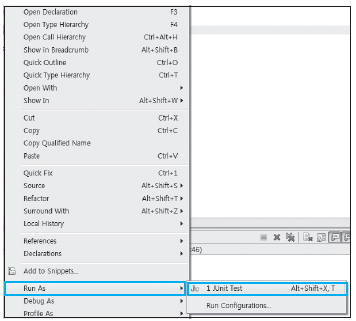 Open Declaration F3
Open Type Hierarchy F4
Open Call Hierarchy Ctrl+Alt+H
Show in Breadcrumb Alt+Shift+B
Quick Outline Ctrl+O
Quick Type Hierarchy Ctrl+T
Open With
Show In Alt+Shift+W
Cut Ctrl+X
Copy Ctrl+C
Copy Qualified Name
Paste Ctrl+V
Quick Fix Ctrl+1
Source Alt+Shift+S
Refactor Alt+Shift+T
Surround With Alt+Shift+Z
Local History
References
:46)
Declarations
Add to Snippets...
Run As
Ju 1 JUnit Test Alt+Shift+X, T
Debug As
Run Configurations...
Profile As